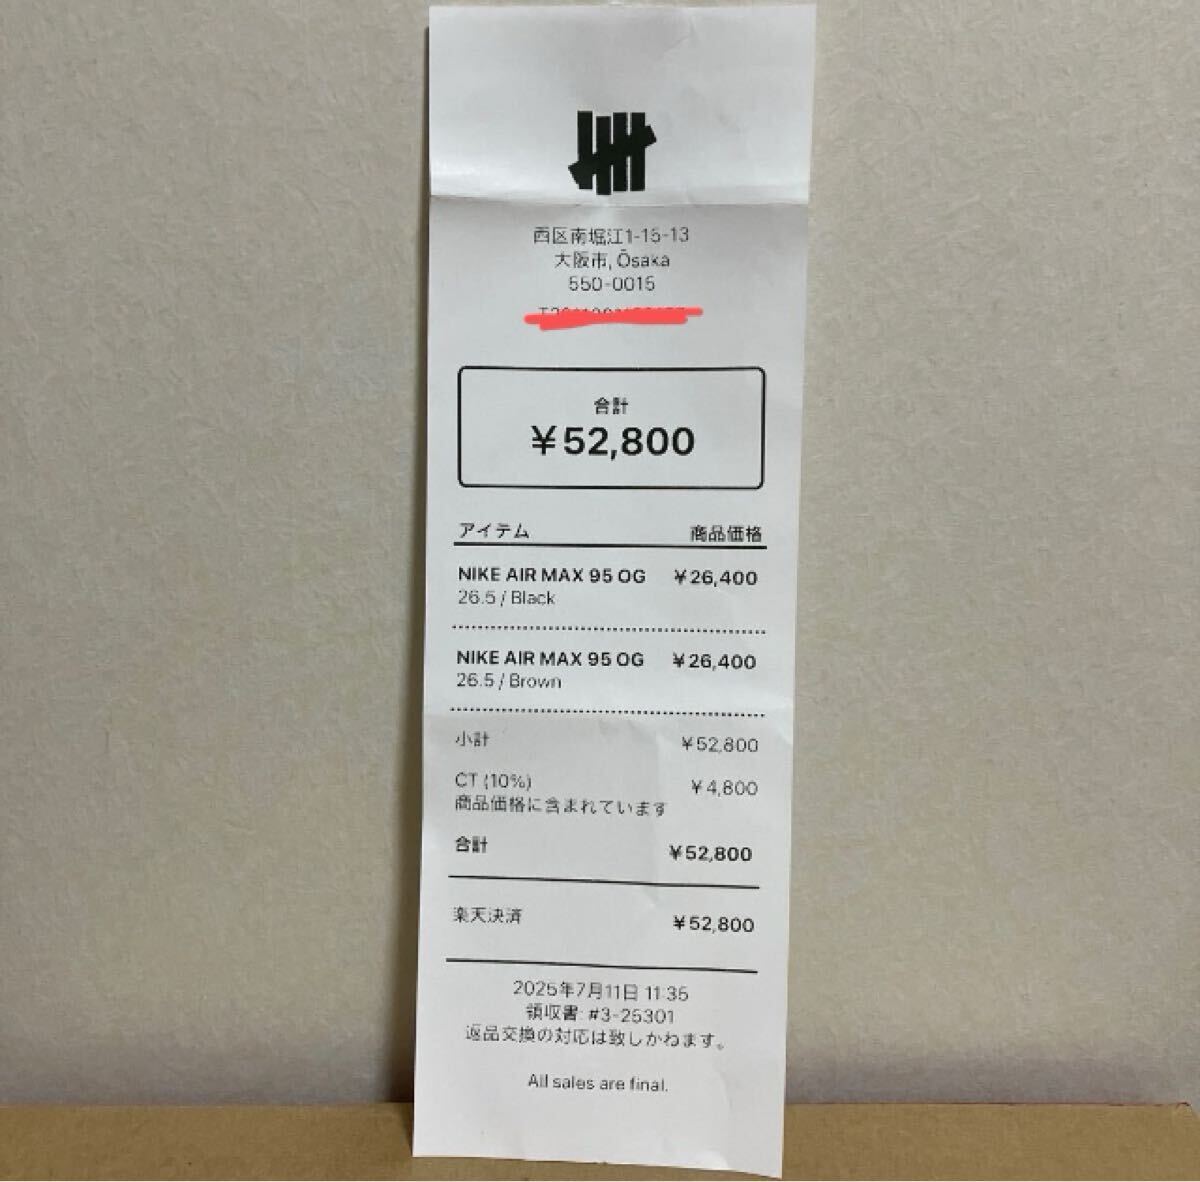 西区南堀江1-15-13
大阪市, Ōsaka
550-0015
合計
￥52,800
アイテム 商品価格
NIKE AIR MAX 95 OG ￥26,400
26.5 / Black
NIKE AIR MAX 95 OG ￥26,400
26.5 / Brown
小計 ￥52,800
CT (10%) ￥4,800
商品価格に含まれています
合計 ￥52,800
楽天決済 ￥52,800
2025年7月11日 11:35
領収書: #3-25301
返品交換の対応は致しかねます。
All sales are final.